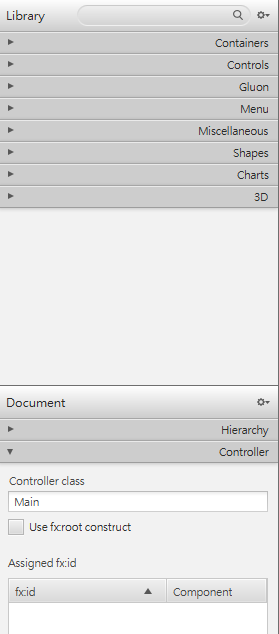 Library
Containers
Controls
Gluon
Menu
Miscellaneous
Shapes
Charts
3D
Document
Hierarchy
Controller
Controller class
Main
Use fx:root construct
Assigned fx:id
fx:id Component